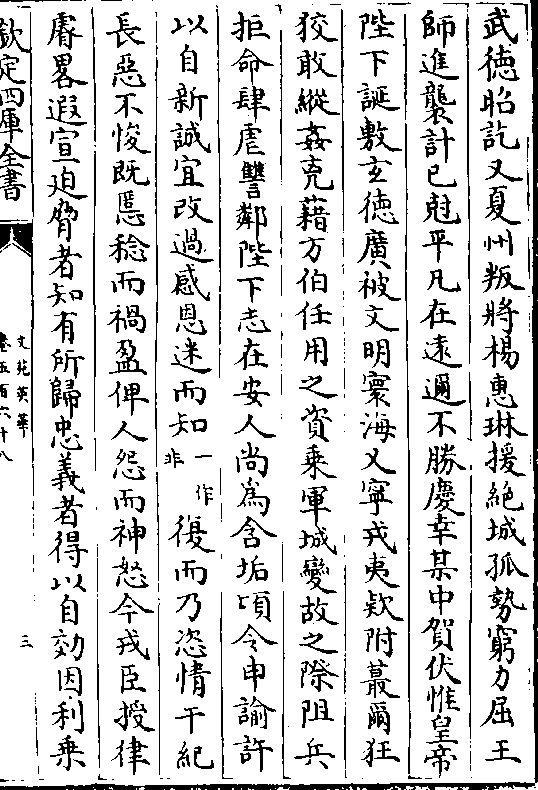 武徳昭訖又夏州叛將楊惠琳援絶城孤勢窮力屈王
師進襲計已尅平凡在遠邇不勝慶幸某中賀伏惟皇帝
陛下誕敷玄徳廣被文明寰海乂寧戎夷欵附蕞爾狂
狡敢縱姦兇藉方伯任用之資乗軍城變故之際阻兵
拒命肆虐讐鄰陛下志在安人尚為含垢頃令申諭許
以自新誠宜改過感恩迷而知一作非復而乃恣情干紀
長惡不悛既慝稔而禍盈俾人怨而神怒今戎臣授律
睿畧遐宣迫脅者知有所歸忠義者得以自効因利乗
欽定四庫全書
文苑英華
卷五百六十八
三